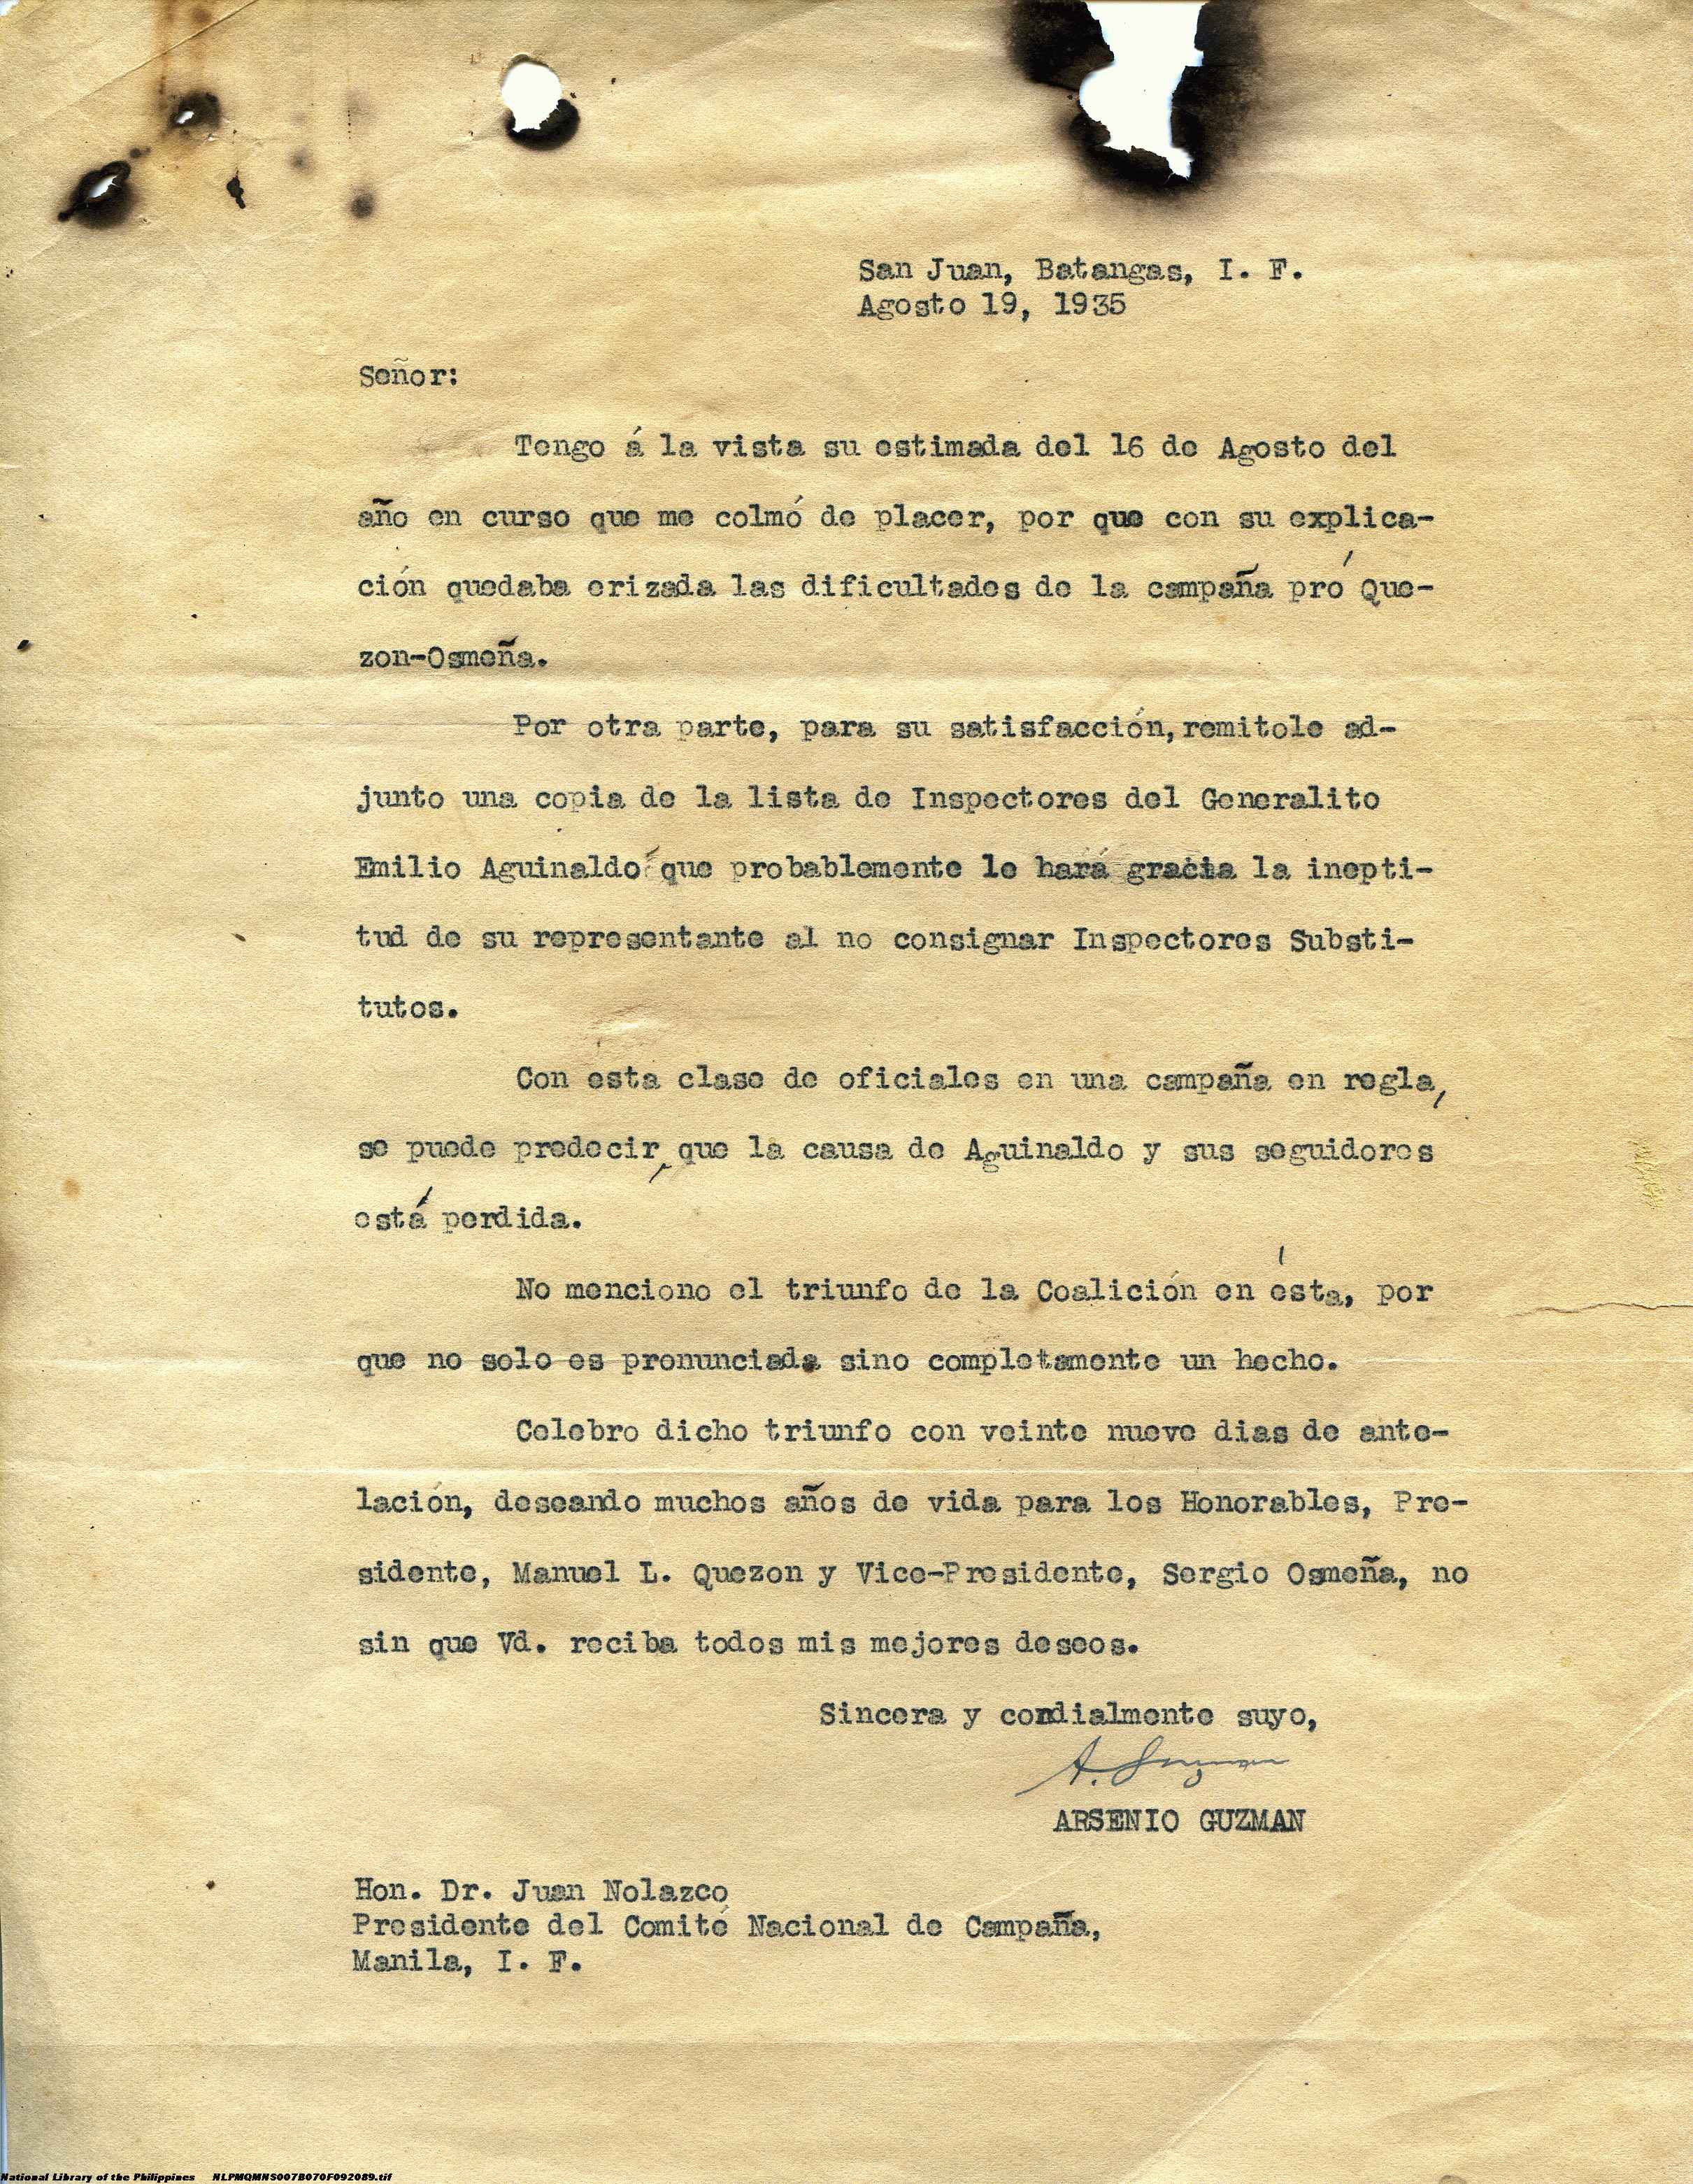 San Juan, Batangas, I. F.
Agosto 19, 1935
Señor:
Tengo á la vista su estimada del 16 de Agosto del
año en curso que me colmó de placer, por que con su explica-
ción quedaba erizada las dificultades de la campaña pró Que-
zon-Osmeña.
Por otra parte, para su satisfacción, remitole ad-
junto una copia de la lista de Inspectores del Generalito
Emilio Aguinaldo que probablemente le hará gracia la inepti-
tud de su representante al no consignar Inspectores Substi-
tutos.
Con esta clase de oficiales en una campaña en regla,
se puede predecir, que la causa de Aguinaldo y sus seguidores
está perdida.
No menciono el triunfo de la Coalición en ésta, por
que no solo es pronunciada sino completamente un hecho.
Celebro dicho triunfo con veinte nueve dias de ante-
lación, deseando muchos años de vida para los Honorables, Pre-
sidente, Manuel L. Quezon y Vice-Presidente, Sergio Osmeña, no
sin que Vd. reciba todos mis mejores deseos.
Sincera y cordialmente suyo,
A. Guzman
ARSENIO GUZMAN
Hon. Dr. Juan Nolazco
Presidente del Comité Nacional de Campaña,
Manila, I. F.
National Library of the Philippines NLPMQMNS007B070F092089.tif